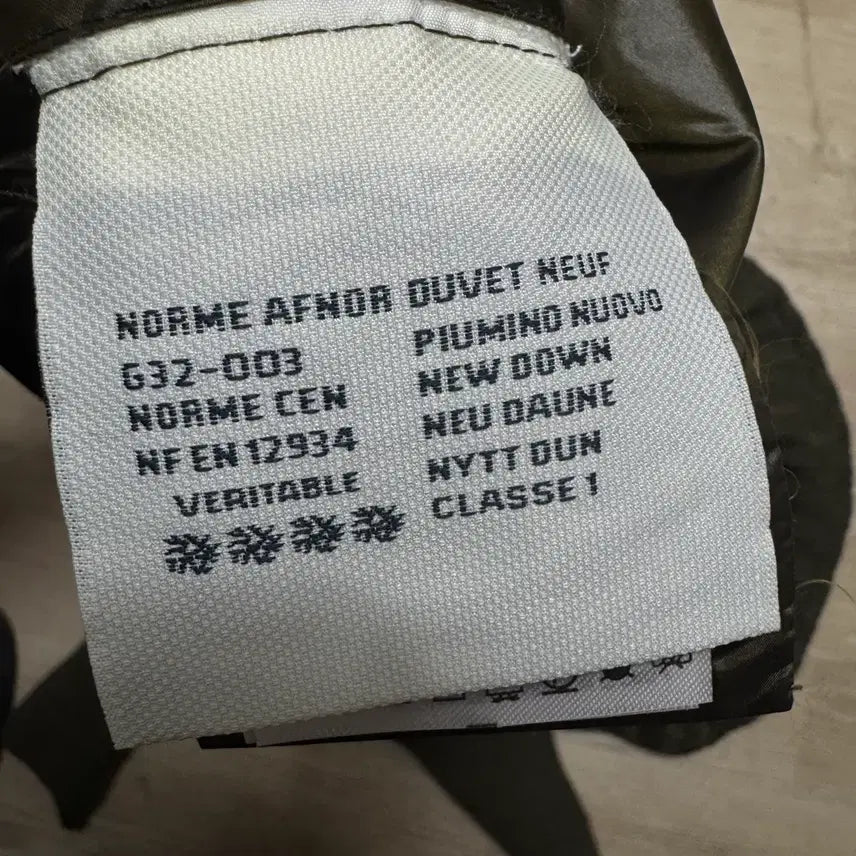 NORME AFNOR DUVET NEUF
G32-003
NORME CEN
NF EN 12934
VERITABLE
PIUMINO NUOVO
NEW DOWN
NEU DAUNE
NYTT DUN
CLASSE 1